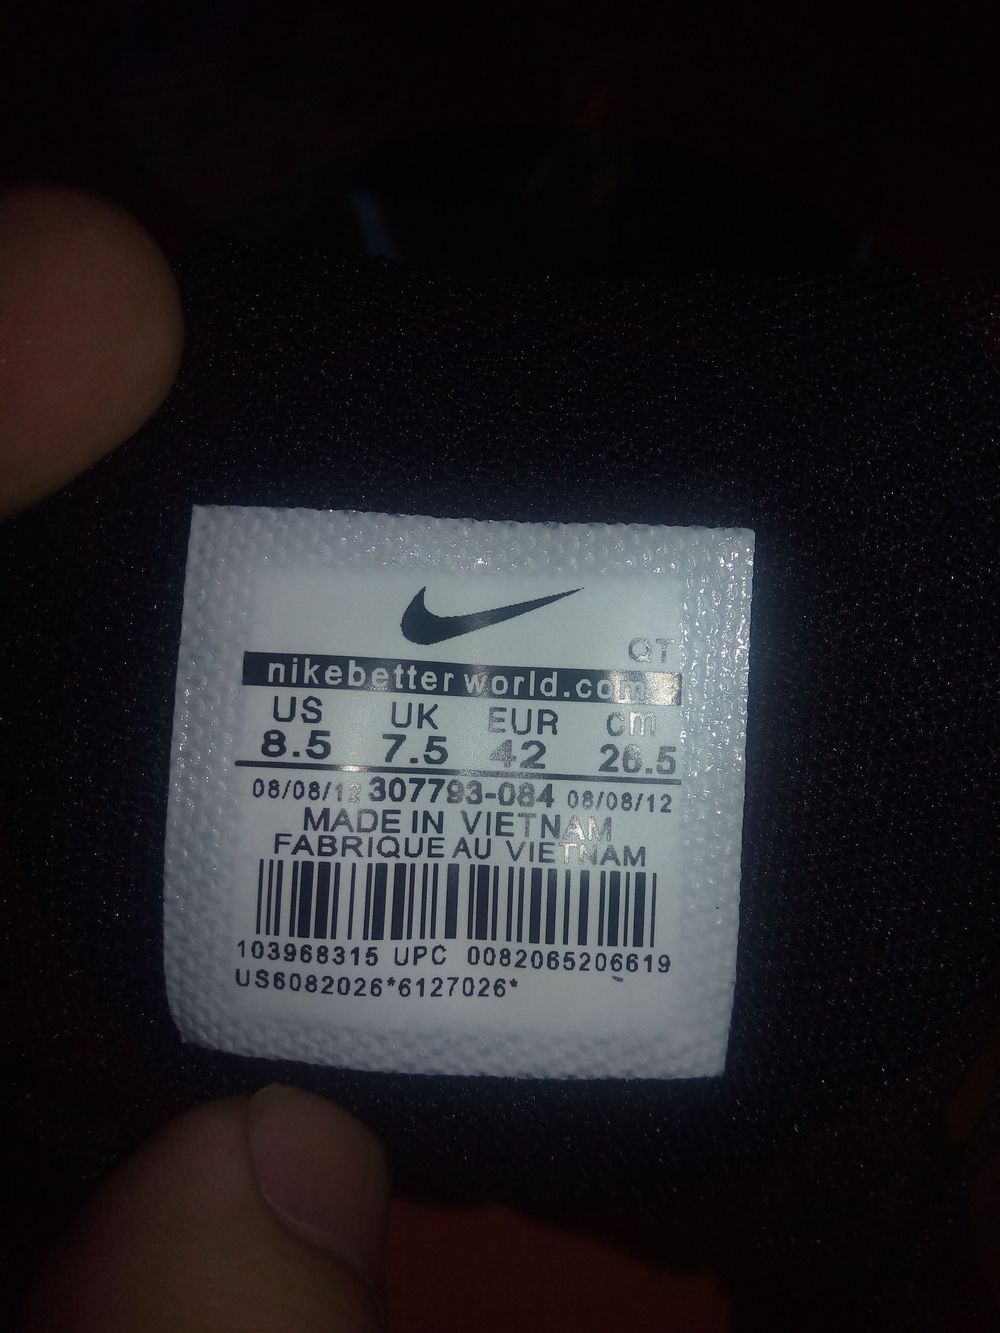 QT
nikebetterworld.com
US UK EUR cm
8.5 7.5 42 26.5
08/08/12 307793-084 08/08/12
MADE IN VIETNAM
FABRIQUE AU VIETNAM
103968315 UPC 0082065206619
US6082026*6127026*